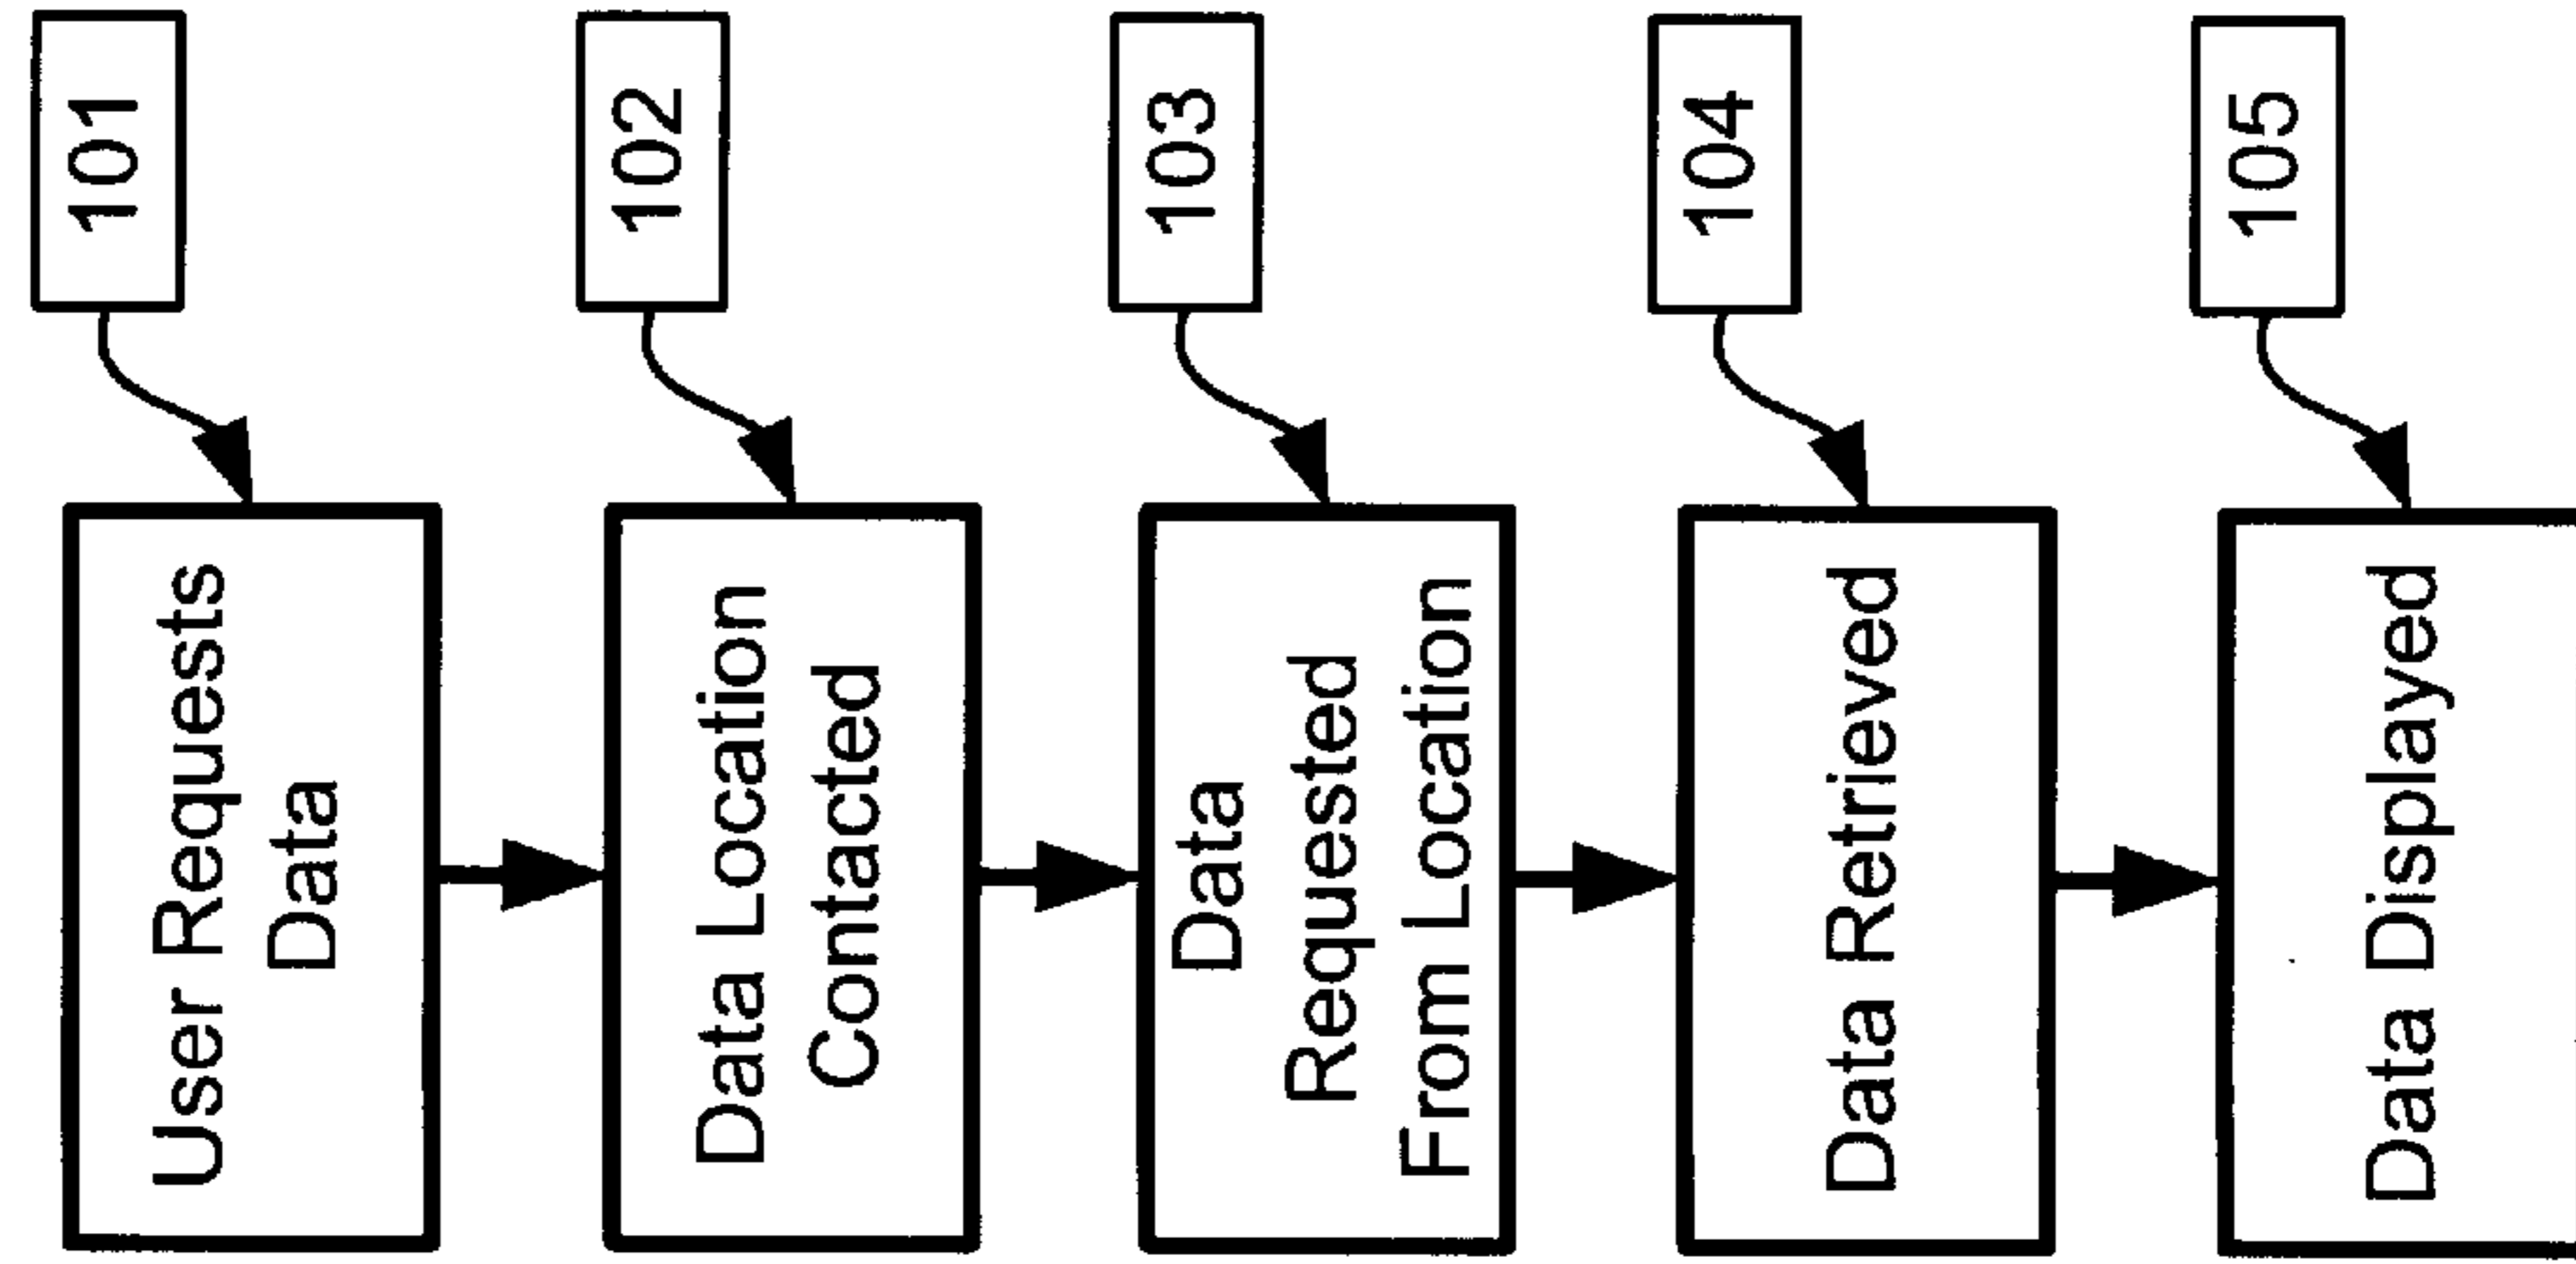 User Requests
Data
101
Data Location
Contacted
102
Data
Requested
From Location
103
Data Retrieved
104
Data Displayed
105